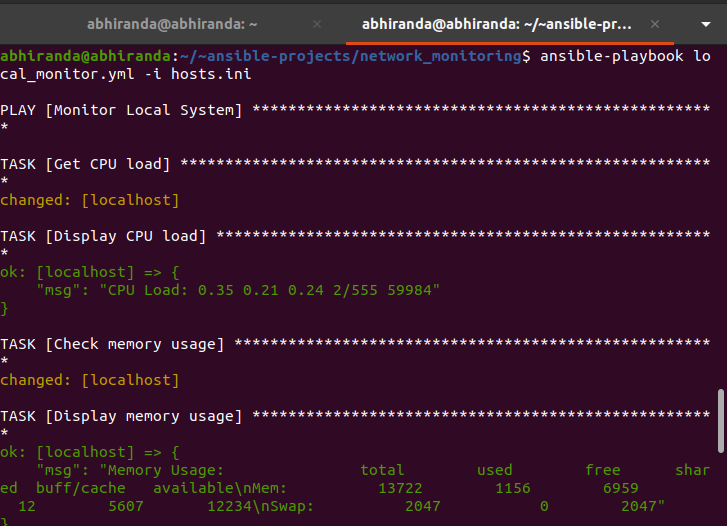 abhiranda@abhiranda: ~
abhiranda@abhiranda: ~/~ansible-pr...
abhiranda@abhiranda:~/~ansible-projects/network_monitoring$ ansible-playbook lo
cal_monitor.yml -i hosts.ini
PLAY [Monitor Local System] ***************************************************
*
TASK [Get CPU load] ***********************************************************
*
changed: [localhost]
TASK [Display CPU load] *******************************************************
*
ok: [localhost] => {
    "msg": "CPU Load: 0.35 0.21 0.24 2/555 59984"
}
TASK [Check memory usage] *****************************************************
*
changed: [localhost]
TASK [Display memory usage] ***************************************************
*
ok: [localhost] => {
    "msg": "Memory Usage:               total        used        free      shar
ed  buff/cache   available\nMem:          13722        1156        6959        
  12        5607       12234\nSwap:          2047           0        2047"
}